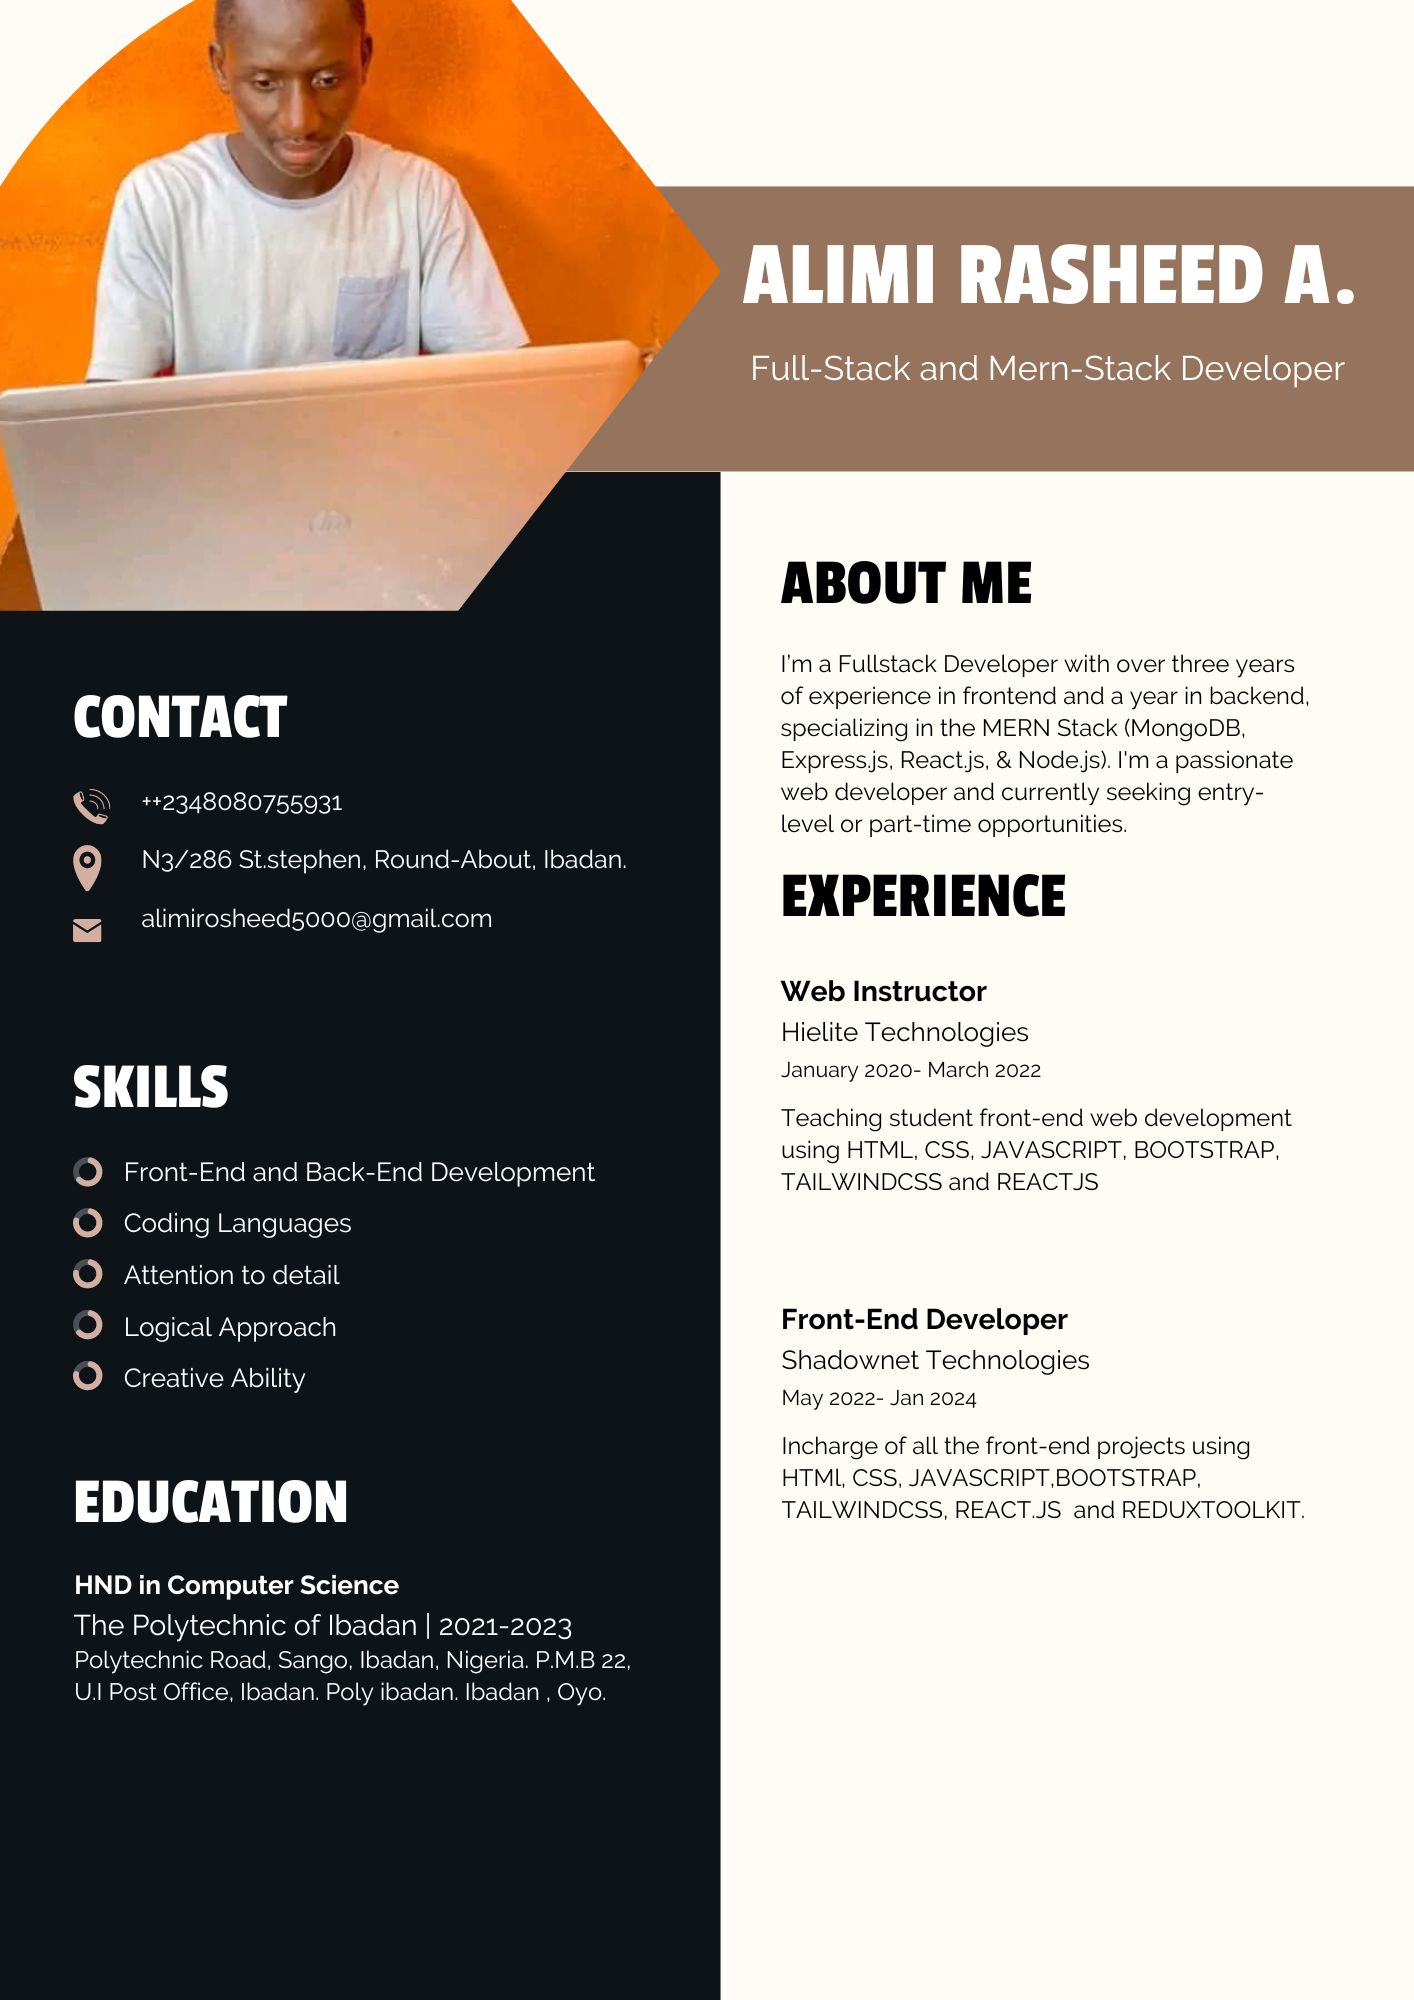 ALIMI RASHEED A.
Full-Stack and Mern-Stack Developer
CONTACT
++2348080755931
N3/286 St.stephen, Round-About, Ibadan.
alimirosheed5000@gmail.com
SKILLS
Front-End and Back-End Development
Coding Languages
Attention to detail
Logical Approach
Creative Ability
EDUCATION
HND in Computer Science
The Polytechnic of Ibadan | 2021-2023
Polytechnic Road, Sango, Ibadan, Nigeria. P.M.B 22,
U.I Post Office, Ibadan. Poly ibadan. Ibadan , Oyo.
ABOUT ME
I'm a Fullstack Developer with over three years
of experience in frontend and a year in backend,
specializing in the MERN Stack (MongoDB,
Express.js, React.js, & Node.js). I'm a passionate
web developer and currently seeking entry-
level or part-time opportunities.
EXPERIENCE
Web Instructor
Hielite Technologies
January 2020- March 2022
Teaching student front-end web development
using HTML, CSS, JAVASCRIPT, BOOTSTRAP,
TAILWINDCSS and REACTJS
Front-End Developer
Shadownet Technologies
May 2022- Jan 2024
Incharge of all the front-end projects using
HTMl, CSS, JAVASCRIPT,BOOTSTRAP,
TAILWINDCSS, REACT.JS  and REDUXTOOLKIT.